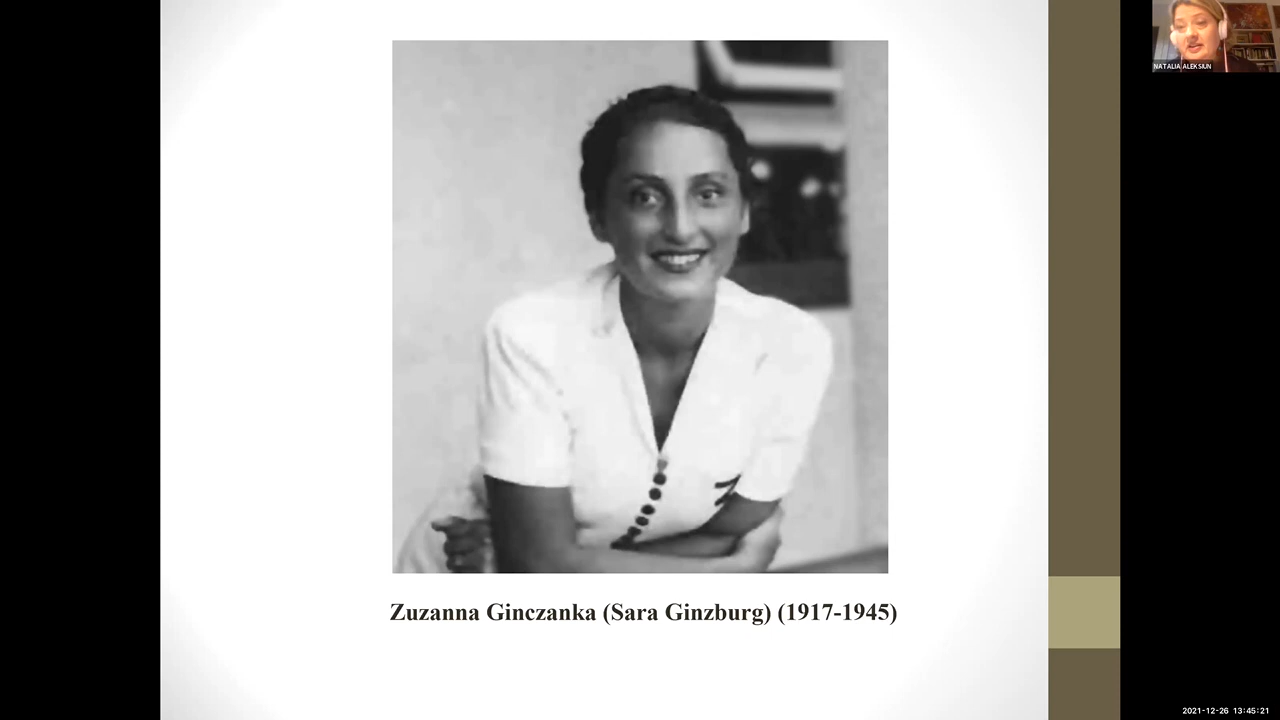 NATALIA ALEKSIUN
Zuzanna Ginczanka (Sara Ginzburg) (1917-1945)
2021-12-26 13:45:21